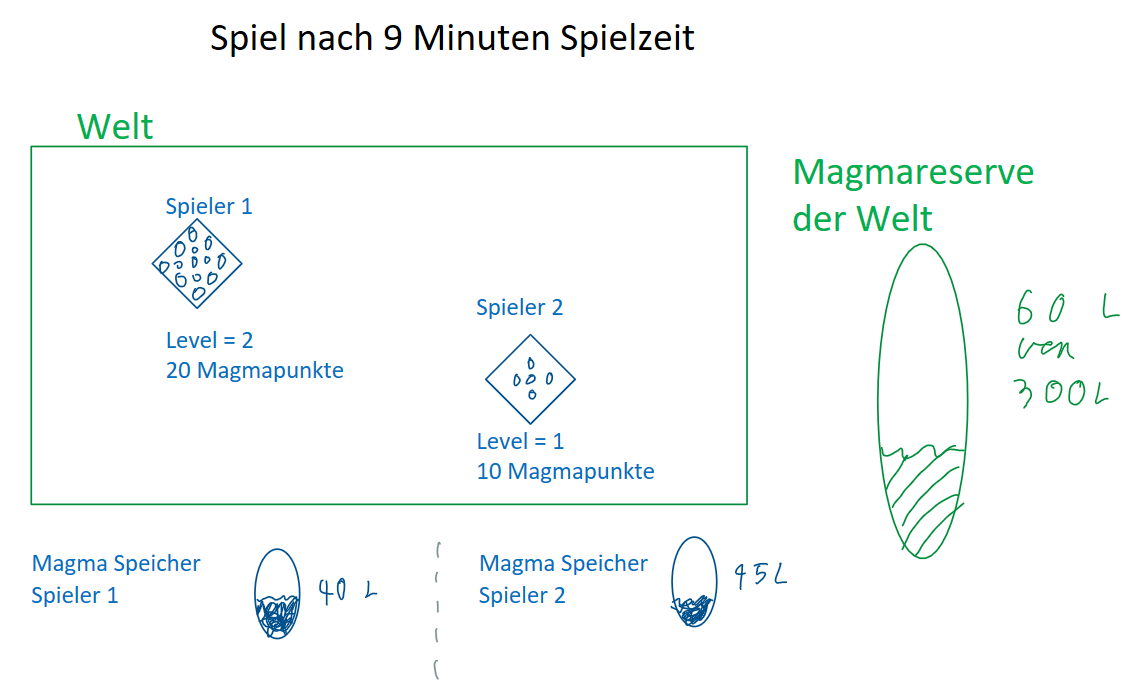 Spiel nach 9 Minuten Spielzeit
Welt
Spieler 1
Level = 2
20 Magmapunkte
Spieler 2
Level = 1
10 Magmapunkte
Magmareserve
der Welt
60 L
von
300L
Magma Speicher
Spieler 1
40 L
Magma Speicher
Spieler 2
45L